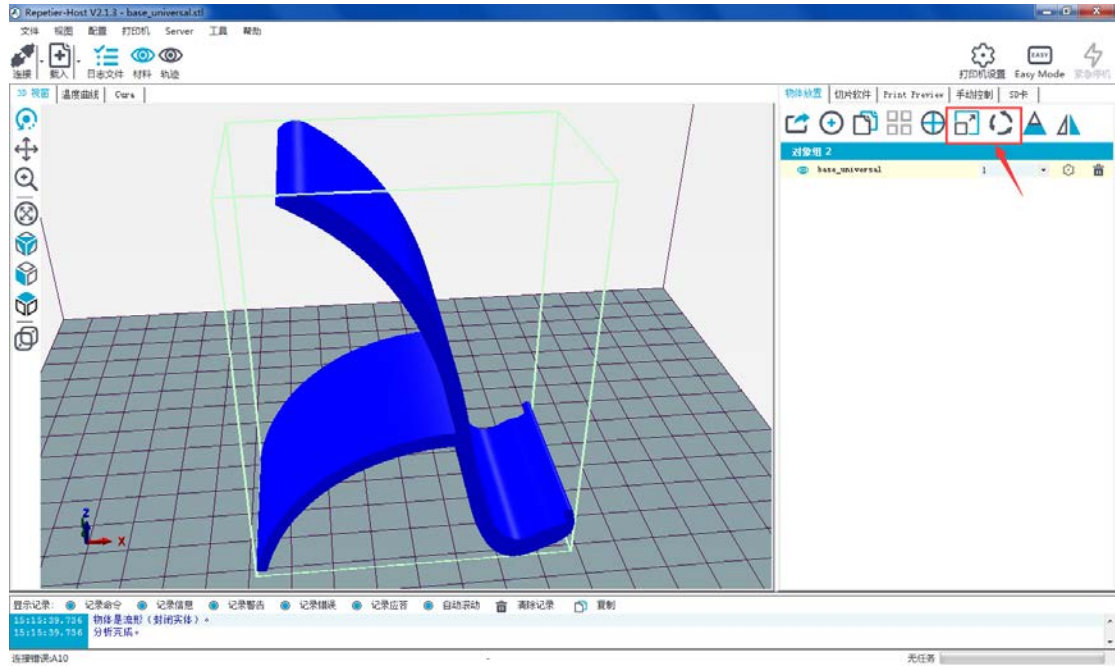 Repetier-Host V2.1.3 - base_universal.stl
文件 视图 配置 打印机 Server 工具 帮助
连接 载入 日志文件 材料 轨迹 打印机设置 EASY Easy Mode 紧急停机
3D 视窗 温度曲线 Cura 物体放置 切片软件 Print Preview 手动控制 SD卡
对象组 2
base_universal 1
Z
X
显示记录: 记录命令 记录信息 记录警告 记录错误 记录应答 自动滚动 清除记录 复制
15:15:39.736 物体是流形(封闭实体)。
15:15:39.736 分析完成。
连接错误:A10 - 无任务